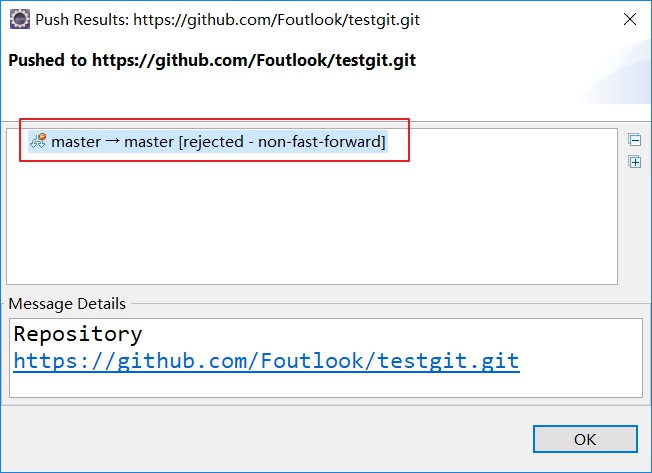 Push Results: https://github.com/Foutlook/testgit.git
Pushed to https://github.com/Foutlook/testgit.git
master → master [rejected - non-fast-forward]
Message Details
Repository
https://github.com/Foutlook/testgit.git
OK